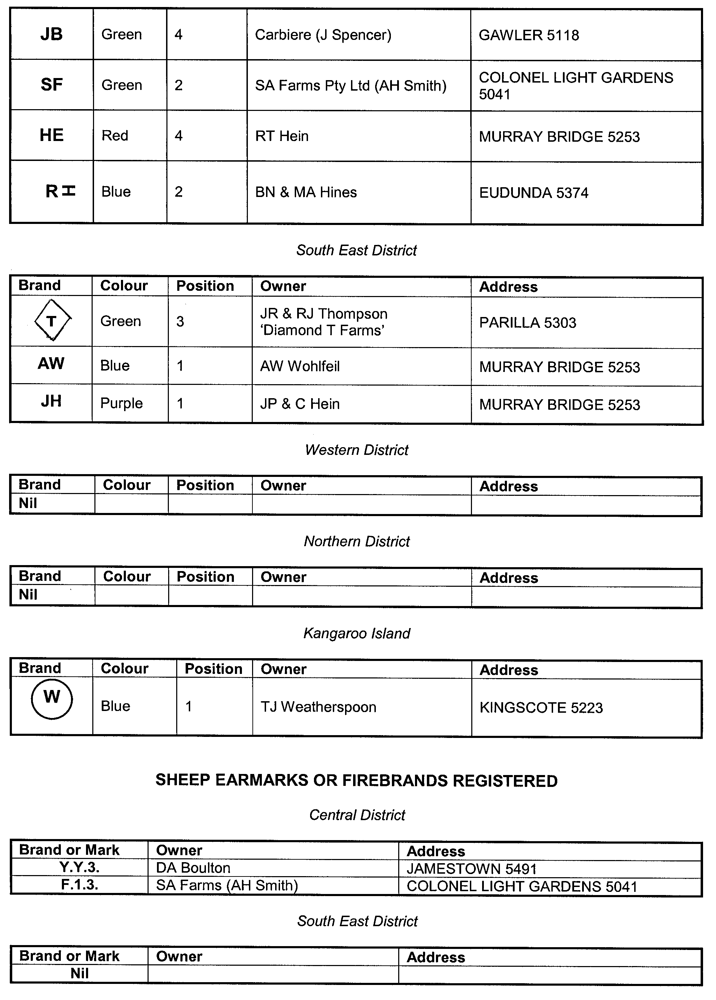 JB Green 4 Carbiere (J Spencer) GAWLER 5118
SF Green 2 SA Farms Pty Ltd (AH Smith) COLONEL LIGHT GARDENS
5041
HE Red 4 RT Hein MURRAY BRIDGE 5253
R H Blue 2 BN & MA Hines EUDUNDA 5374
South East District
Brand Colour Position Owner Address
T Green 3 JR & RJ Thompson PARILLA 5303
‘Diamond T Farms’
AW Blue 1 AW Wohlfeil MURRAY BRIDGE 5253
JH Purple 1 JP & C Hein MURRAY BRIDGE 5253
Western District
Brand Colour Position Owner Address
Nil
Northern District
Brand Colour Position Owner Address
Nil
Kangaroo Island
Brand Colour Position Owner Address
W Blue 1 TJ Weatherspoon KINGSCOTE 5223
SHEEP EARMARKS OR FIREBRANDS REGISTERED
Central District
Brand or Mark Owner Address
Y.Y.3. DA Boulton JAMESTOWN 5491
F.1.3. SA Farms (AH Smith) COLONEL LIGHT GARDENS 5041
South East District
Brand or Mark Owner Address
Nil